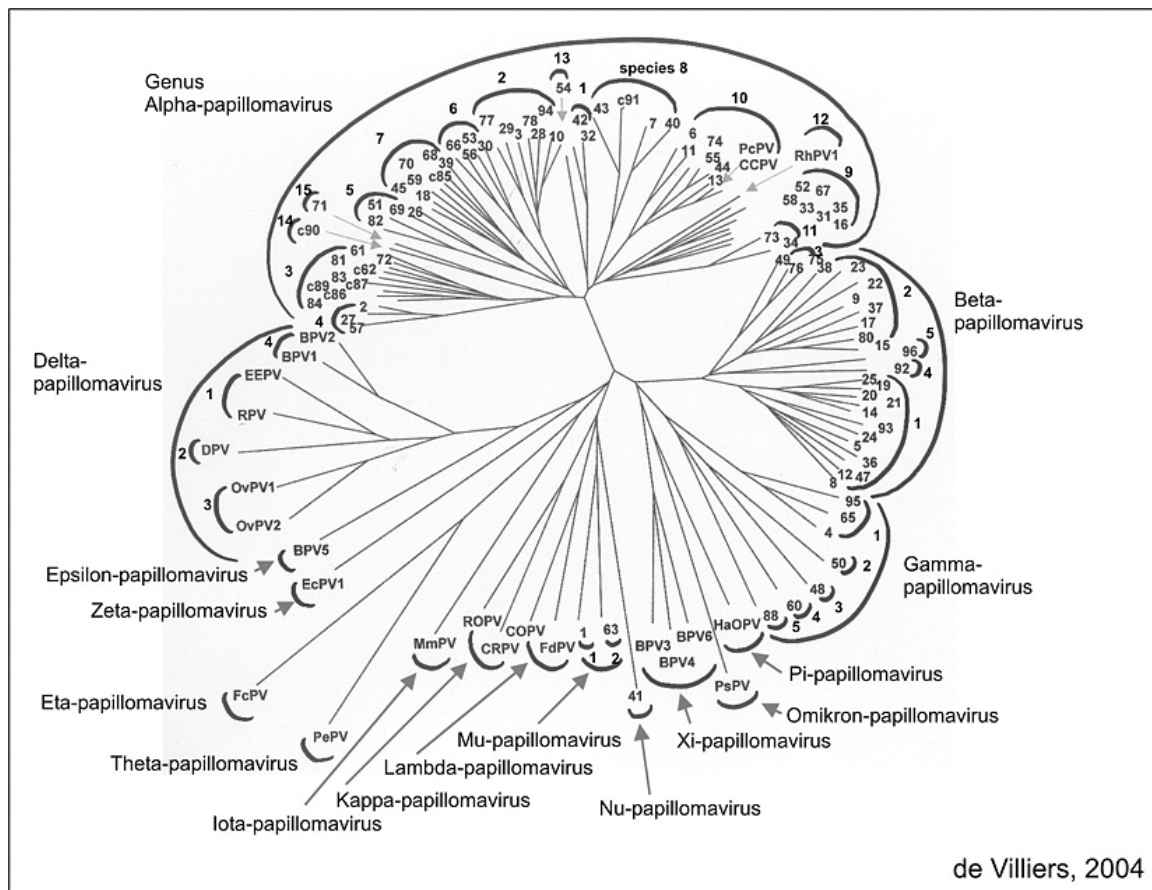 Genus
Alpha-papillomavirus
13
54
2
1
species 8
94
42
43
c91
40
7
32
10
77
29
3
78
28
10
6
66
53
56
30
7
70
68
39
c85
59
45
18
5
51
82
69
26
15
71
14
c90
3
61
81
72
83
c62
c89
c86
c87
84
4
2
27
57
6
11
74
55
44
13
PcPV
CCPV
12
RhPV1
9
52
67
58
33
35
31
16
11
73
34
3
49
75
76
38
Beta-
papillomavirus
23
22
2
9
37
17
80
15
5
96
92
4
25
19
20
21
14
93
1
24
5
36
12
47
8
Delta-
papillomavirus
4
BPV2
BPV1
1
EEPV
RPV
2
DPV
3
OvPV1
OvPV2
Gamma-
papillomavirus
95
65
1
4
50
2
48
3
60
4
88
5
Epsilon-papillomavirus
BPV5
Zeta-papillomavirus
EcPV1
Eta-papillomavirus
FcPV
Theta-papillomavirus
PePV
Iota-papillomavirus
MmPV
Kappa-papillomavirus
ROPV
CRPV
Lambda-papillomavirus
COPV
FdPV
Mu-papillomavirus
1
63
1
2
Nu-papillomavirus
41
Xi-papillomavirus
BPV3
BPV4
BPV6
Omikron-papillomavirus
PsPV
Pi-papillomavirus
HaOPV
de Villiers, 2004